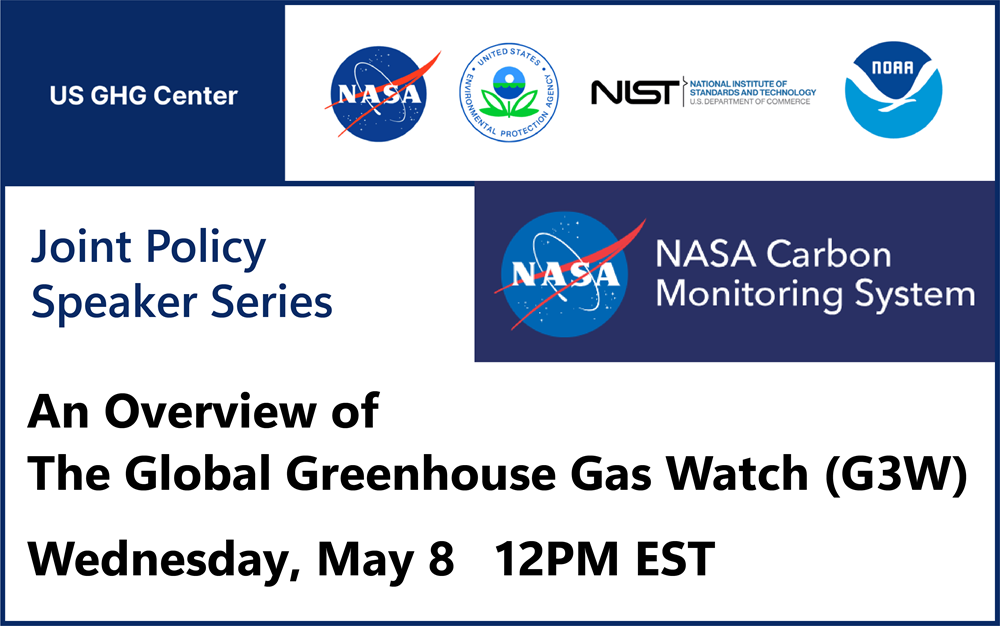 US GHG Center
NASA
UNITED STATES
ENVIRONMENTAL PROTECTION AGENCY
NIST
NATIONAL INSTITUTE OF
STANDARDS AND TECHNOLOGY
U.S. DEPARTMENT OF COMMERCE
NOAA
Joint Policy
Speaker Series
NASA
NASA Carbon
Monitoring System
An Overview of
The Global Greenhouse Gas Watch (G3W)
Wednesday, May 8 12PM EST